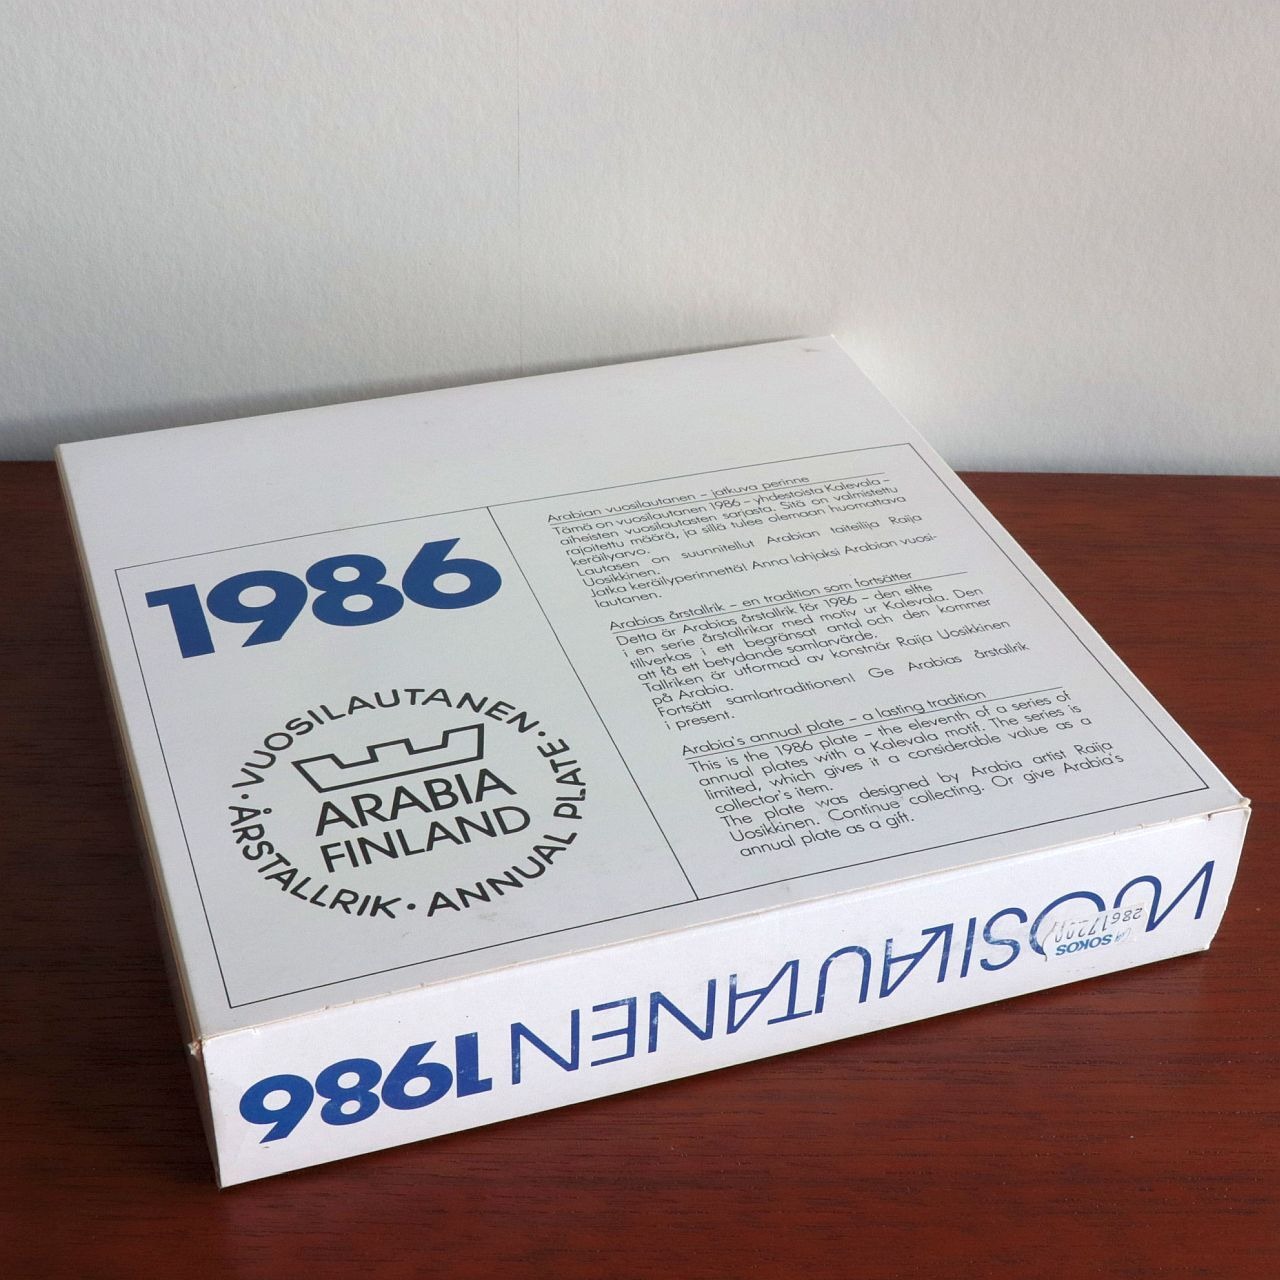 1986
VUOSILAUTANEN · ANNUAL PLATE · ÅRSTALLRIK ·
ARABIA
FINLAND
Arabian vuosilautanen – jatkuva perinne
Tämä on vuosilautanen 1986 – yhdestoista Kalevala-
aiheisten vuosilautasten sarjasta. Sitä on valmistettu
rajoitettu määrä, ja sillä tulee olemaan huomattava
keräilyarvo.
Lautasen on suunnitellut Arabian taiteilija Raija
Uosikkinen.
Jatka keräilyperinnettä! Anna lahjaksi Arabian vuosi-
lautanen.
Arabias årstallrik – en tradition som fortsätter
Detta är Arabias årstallrik för 1986 – den elfte
i en serie årstallrikar med motiv ur Kalevala. Den
tillverkas i ett begränsat antal och den kommer
att få ett betydande samlarvärde.
Tallriken är utformad av konstnär Raija Uosikkinen
på Arabia.
Fortsätt samlartraditionen! Ge Arabias årstallrik
i present.
Arabia's annual plate – a lasting tradition
This is the 1986 plate – the eleventh of a series of
annual plates with a Kalevala motif. The series is
limited, which gives it a considerable value as a
collector's item.
The plate was designed by Arabia artist Raija
Uosikkinen. Continue collecting. Or give Arabia's
annual plate as a gift.
VUOSILAUTANEN 1986
SOKOS